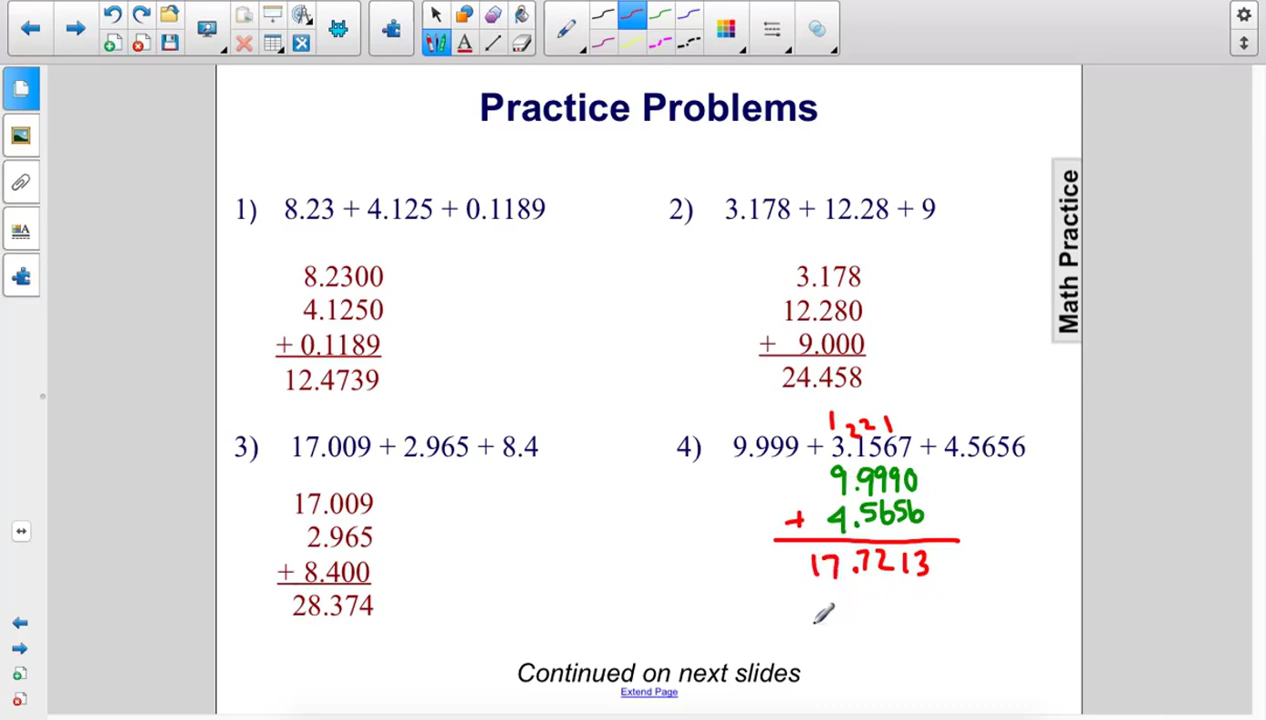 Practice Problems
1) 8.23 + 4.125 + 0.1189
8.2300
4.1250
+ 0.1189
12.4739
2) 3.178 + 12.28 + 9
3.178
12.280
+ 9.000
24.458
3) 17.009 + 2.965 + 8.4
17.009
2.965
+ 8.400
28.374
1 2 2 1
4) 9.999 + 3.1567 + 4.5656
9.9990
+ 4.5656
17.7213
Continued on next slides
Extend Page
Math Practice